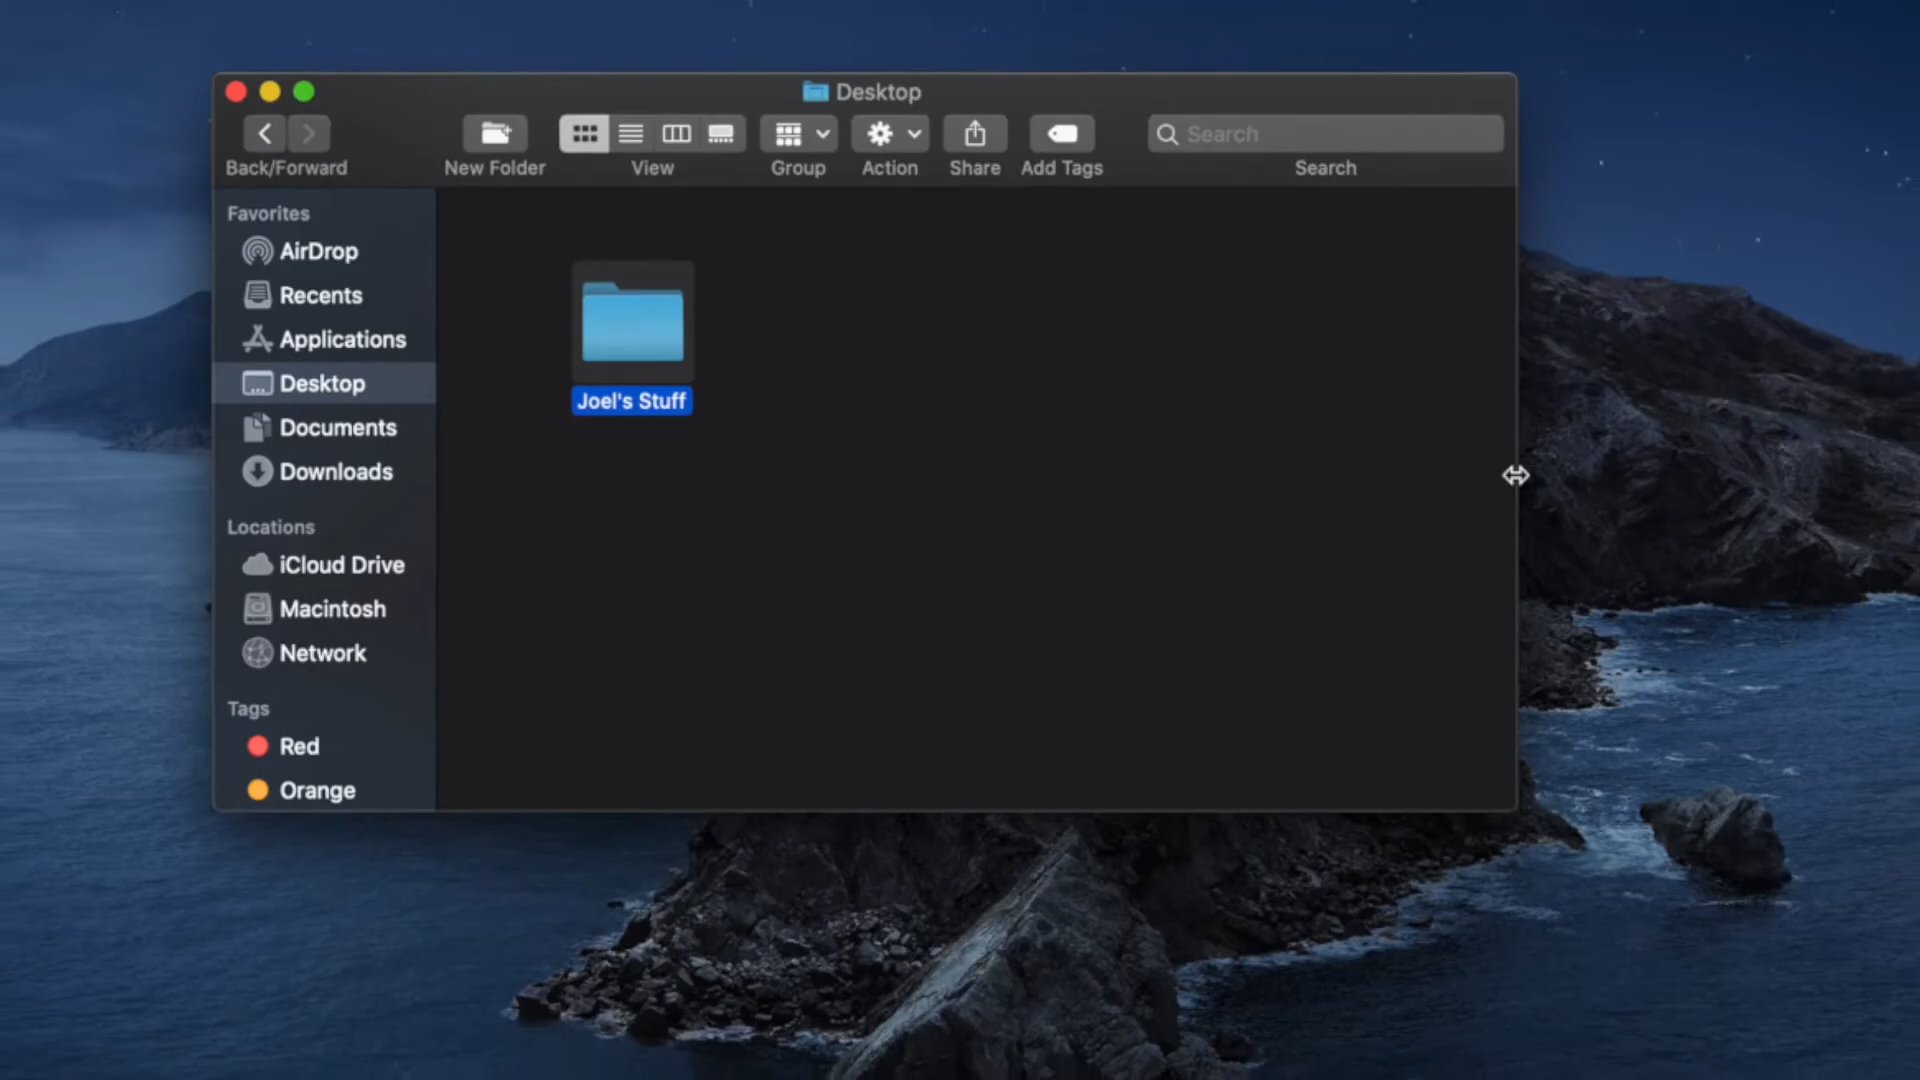 Desktop
Search
Back/Forward
New Folder
View
Group
Action
Share
Add Tags
Search
Favorites
AirDrop
Recents
Applications
Desktop
Documents
Downloads
Locations
iCloud Drive
Macintosh
Network
Tags
Red
Orange
Joel's Stuff